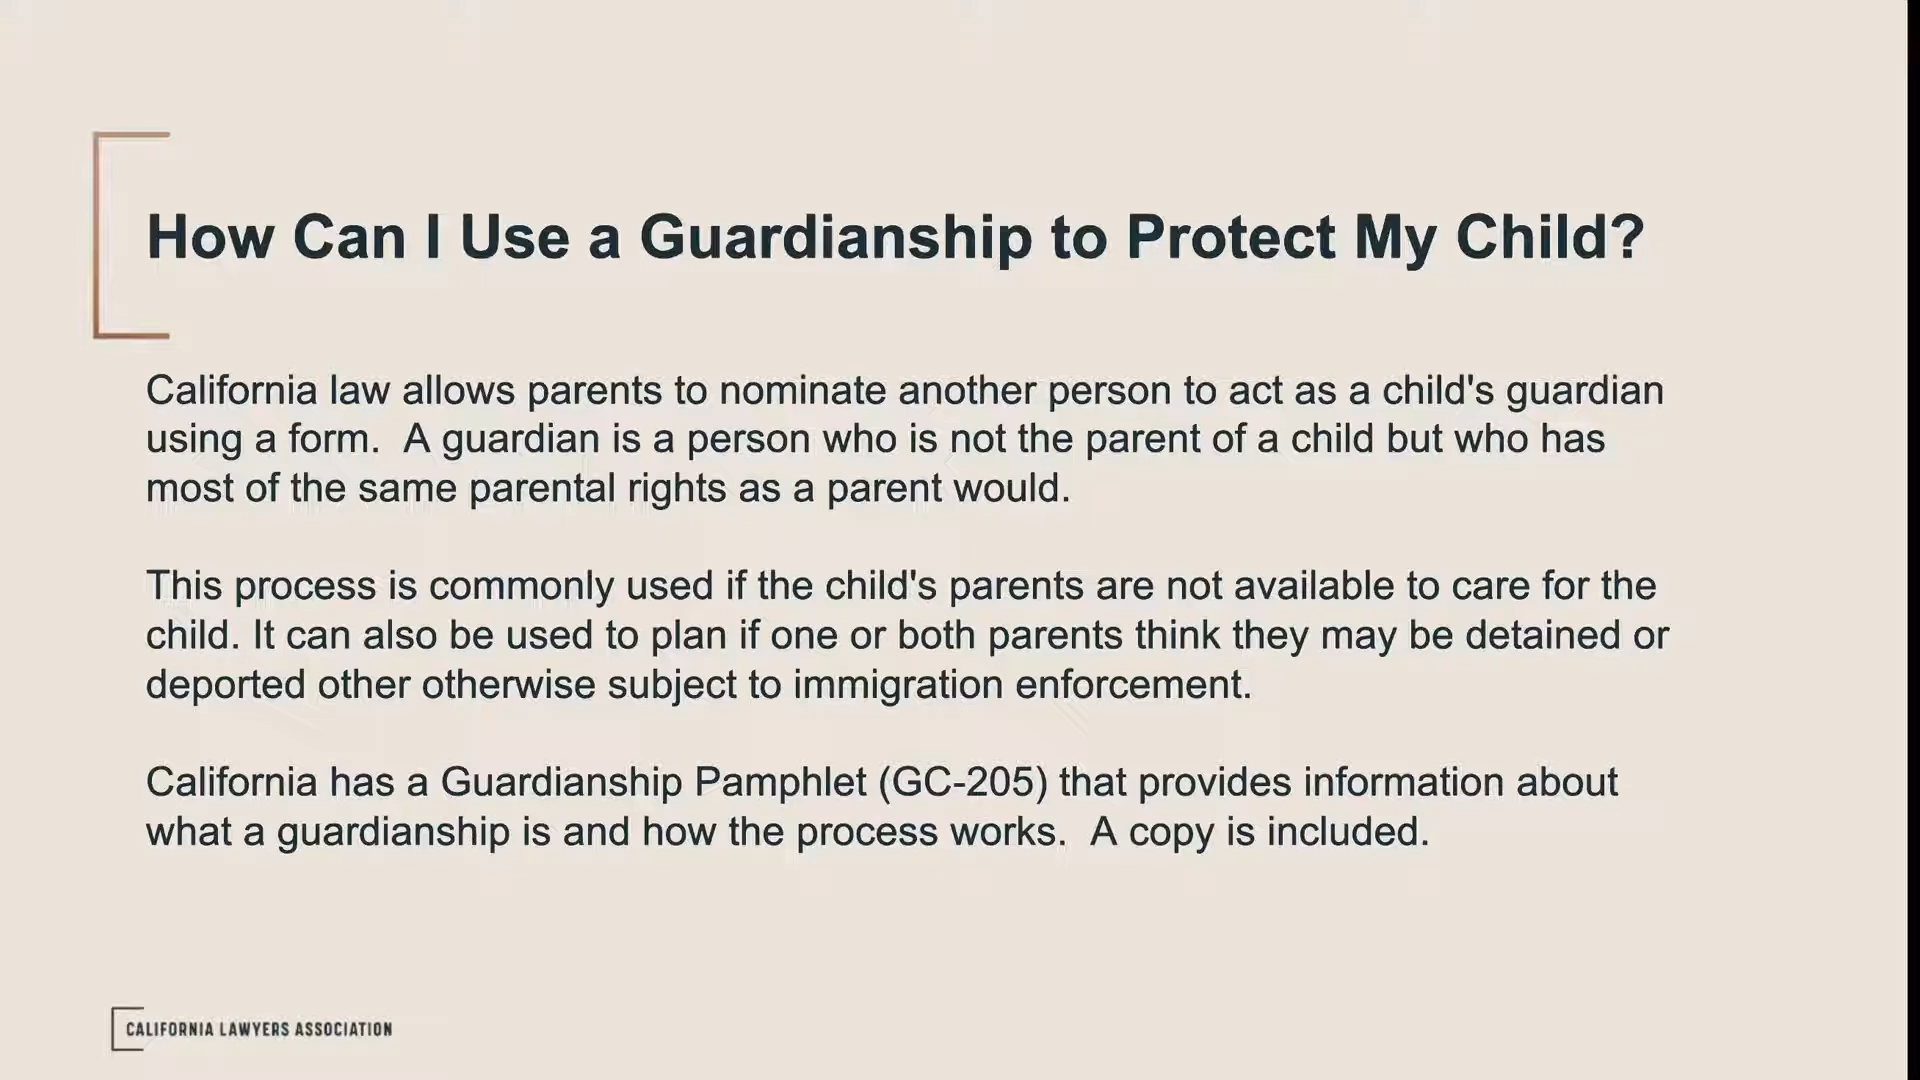 How Can I Use a Guardianship to Protect My Child?
California law allows parents to nominate another person to act as a child's guardian
using a form.  A guardian is a person who is not the parent of a child but who has
most of the same parental rights as a parent would.
This process is commonly used if the child's parents are not available to care for the
child. It can also be used to plan if one or both parents think they may be detained or
deported other otherwise subject to immigration enforcement.
California has a Guardianship Pamphlet (GC-205) that provides information about
what a guardianship is and how the process works.  A copy is included.
CALIFORNIA LAWYERS ASSOCIATION